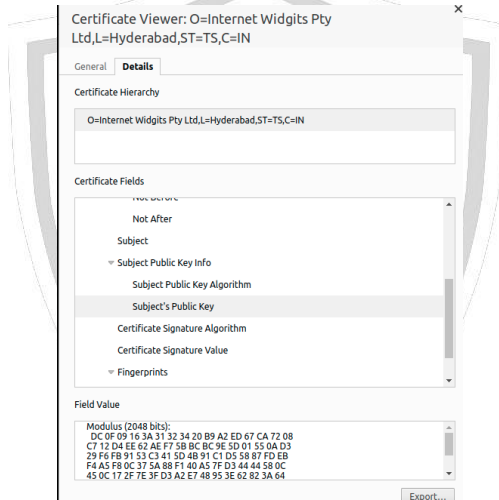 Certificate Viewer: O=Internet Widgits Pty
Ltd,L=Hyderabad,ST=TS,C=IN
General Details
Certificate Hierarchy
O=Internet Widgits Pty Ltd,L=Hyderabad,ST=TS,C=IN
Certificate Fields
Not Before
Not After
Subject
Subject Public Key Info
Subject Public Key Algorithm
Subject's Public Key
Certificate Signature Algorithm
Certificate Signature Value
Fingerprints
Field Value
Modulus (2048 bits):
DC 0F 09 16 3A 31 32 34 20 B9 A2 ED 67 CA 72 08
C7 12 D4 EE 62 AE F7 5B BC BC 9E 5D 01 55 0A D3
29 F6 FB 91 53 C3 41 5D 4B 91 C1 D5 58 87 FD EB
F4 A5 F8 0C 37 5A 88 F1 40 A5 7F D3 44 44 58 0C
45 0C 17 2F 7E 3F D3 A2 E7 48 95 3E 62 82 3A 64
Export...